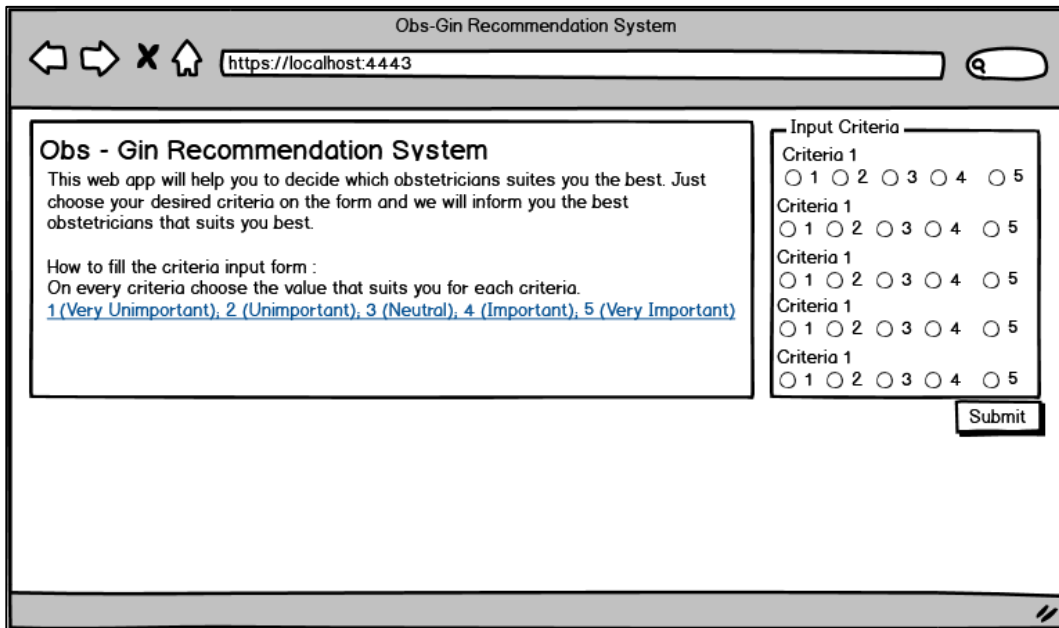 Obs-Gin Recommendation System
https://localhost:4443
Obs - Gin Recommendation System
This web app will help you to decide which obstetricians suites you the best. Just
choose your desired criteria on the form and we will inform you the best
obstetricians that suits you best.
How to fill the criteria input form :
On every criteria choose the value that suits you for each criteria.
1 (Very Unimportant), 2 (Unimportant), 3 (Neutral), 4 (Important), 5 (Very Important)
Input Criteria
Criteria 1
1 2 3 4 5
Criteria 1
1 2 3 4 5
Criteria 1
1 2 3 4 5
Criteria 1
1 2 3 4 5
Criteria 1
1 2 3 4 5
Submit